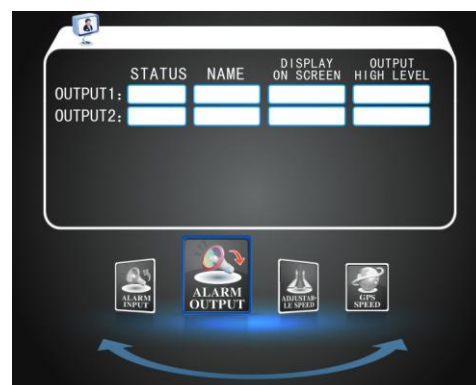 STATUS NAME DISPLAY ON SCREEN OUTPUT HIGH LEVEL
OUTPUT1:
OUTPUT2:
ALARM INPUT
ALARM OUTPUT
ADJUSTAB-
LE SPEED
GPS SPEED